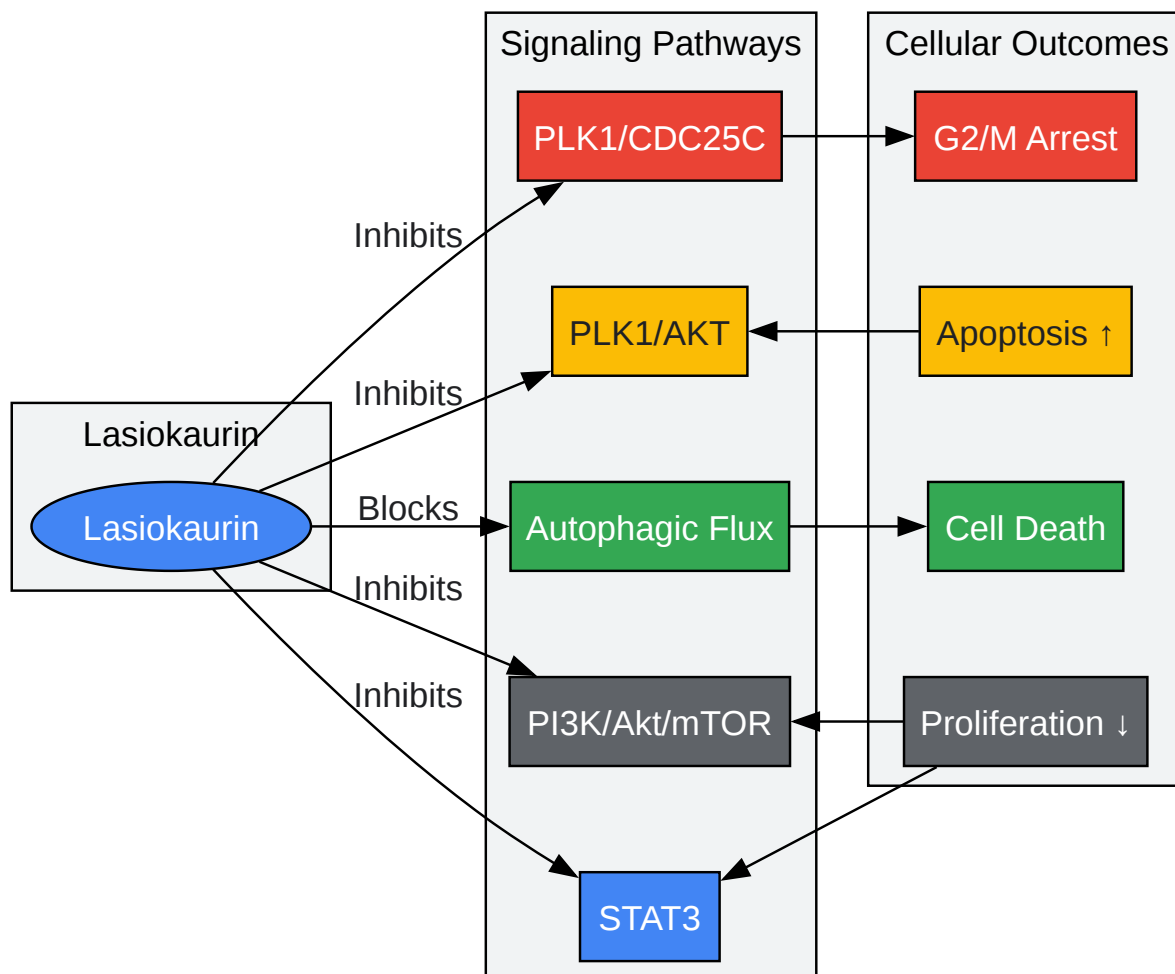 Signaling Pathways
Cellular Outcomes
PLK1/CDC25C
G2/M Arrest
Inhibits
PLK1/AKT
Apoptosis ↑
Inhibits
Lasiokaurin
Lasiokaurin
Blocks
Autophagic Flux
Cell Death
Inhibits
PI3K/Akt/mTOR
Proliferation ↓
Inhibits
STAT3